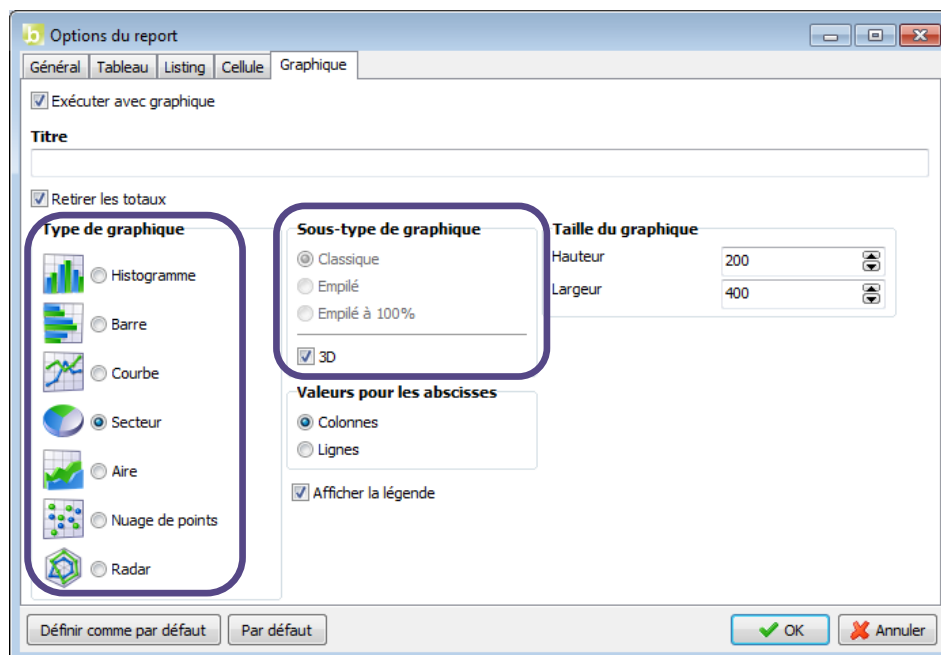 Options du report
Général Tableau Listing Cellule Graphique
Exécuter avec graphique
Titre
Retirer les totaux
Type de graphique
Histogramme
Barre
Courbe
Secteur
Aire
Nuage de points
Radar
Sous-type de graphique
Classique
Empilé
Empilé à 100%
3D
Valeurs pour les abscisses
Colonnes
Lignes
Afficher la légende
Taille du graphique
Hauteur 200
Largeur 400
Définir comme par défaut Par défaut OK Annuler